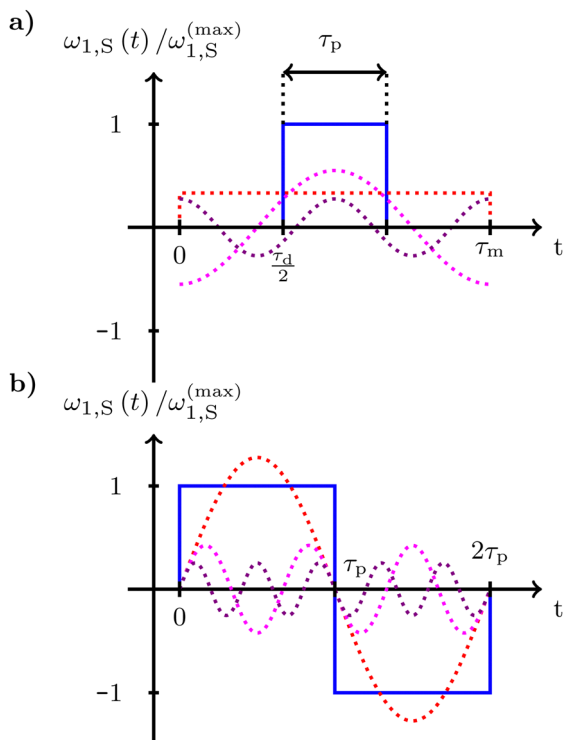 a)
ω₁,S (t) /ω₁,S^(max)
τp
1
0
τd/2
τm
t
-1
b)
ω₁,S (t) /ω₁,S^(max)
1
τp
2τp
0
t
-1